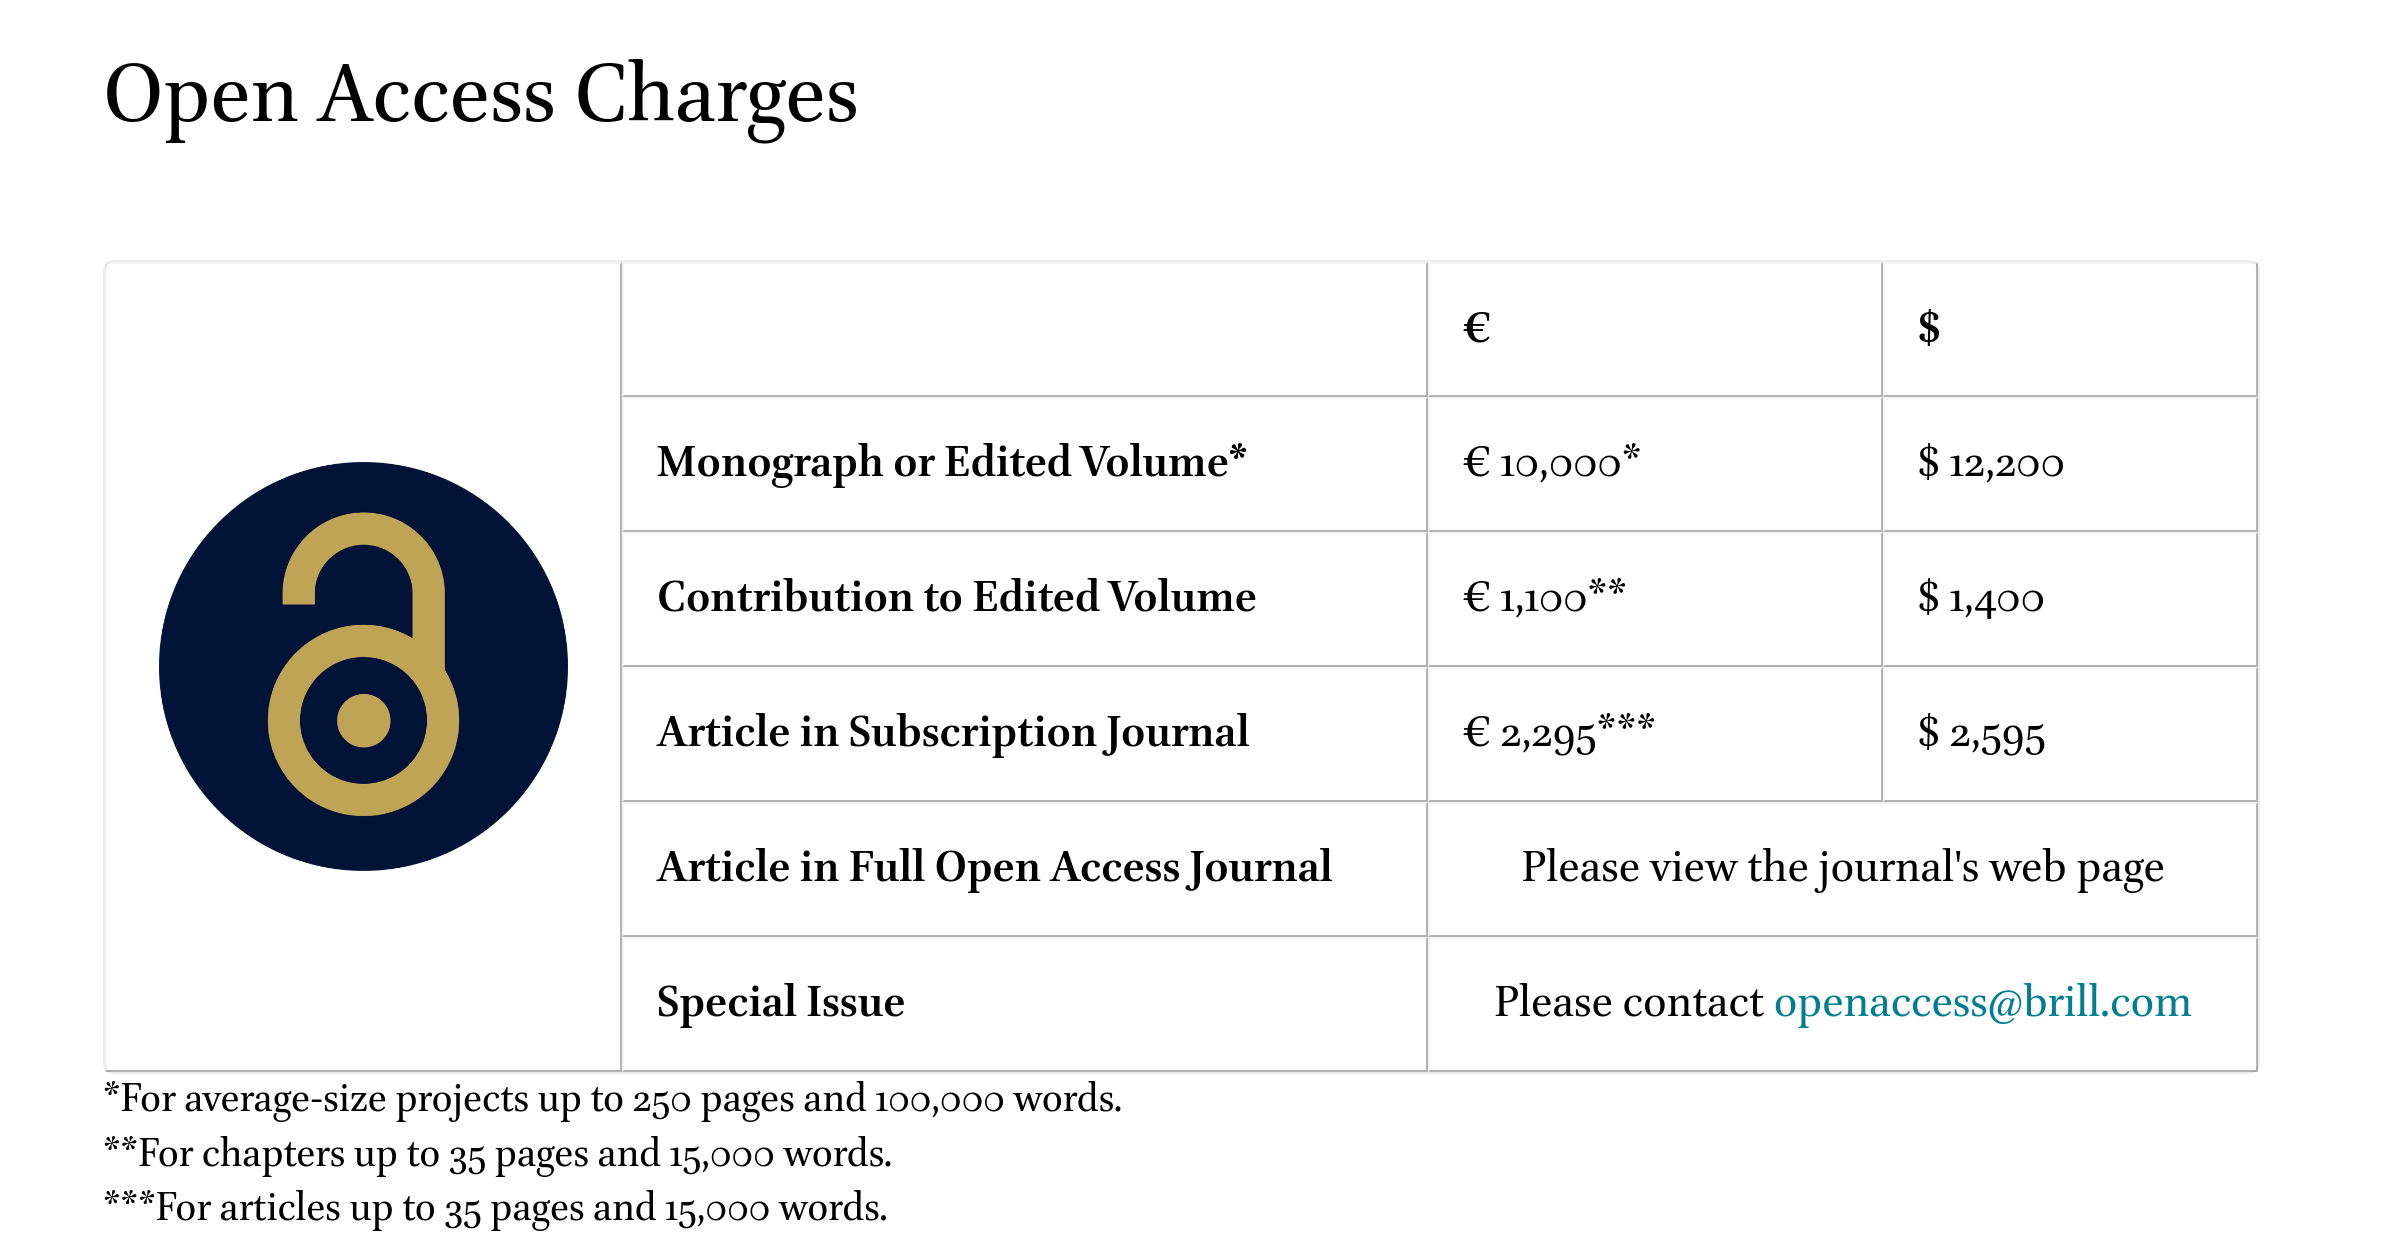 Open Access Charges
€ $
Monograph or Edited Volume* € 10,000* $ 12,200
Contribution to Edited Volume € 1,100** $ 1,400
Article in Subscription Journal € 2,295*** $ 2,595
Article in Full Open Access Journal Please view the journal's web page
Special Issue Please contact openaccess@brill.com
*For average-size projects up to 250 pages and 100,000 words.
**For chapters up to 35 pages and 15,000 words.
***For articles up to 35 pages and 15,000 words.